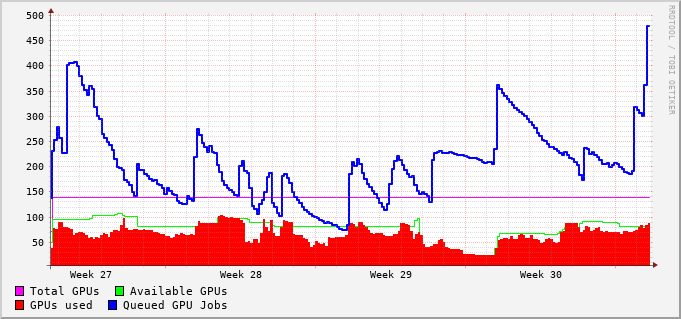 500
450
400
350
300
250
200
150
100
50
Week 27 Week 28 Week 29 Week 30
Total GPUs Available GPUs
GPUs used Queued GPU Jobs
RRDTOOL / TOBI OETIKER